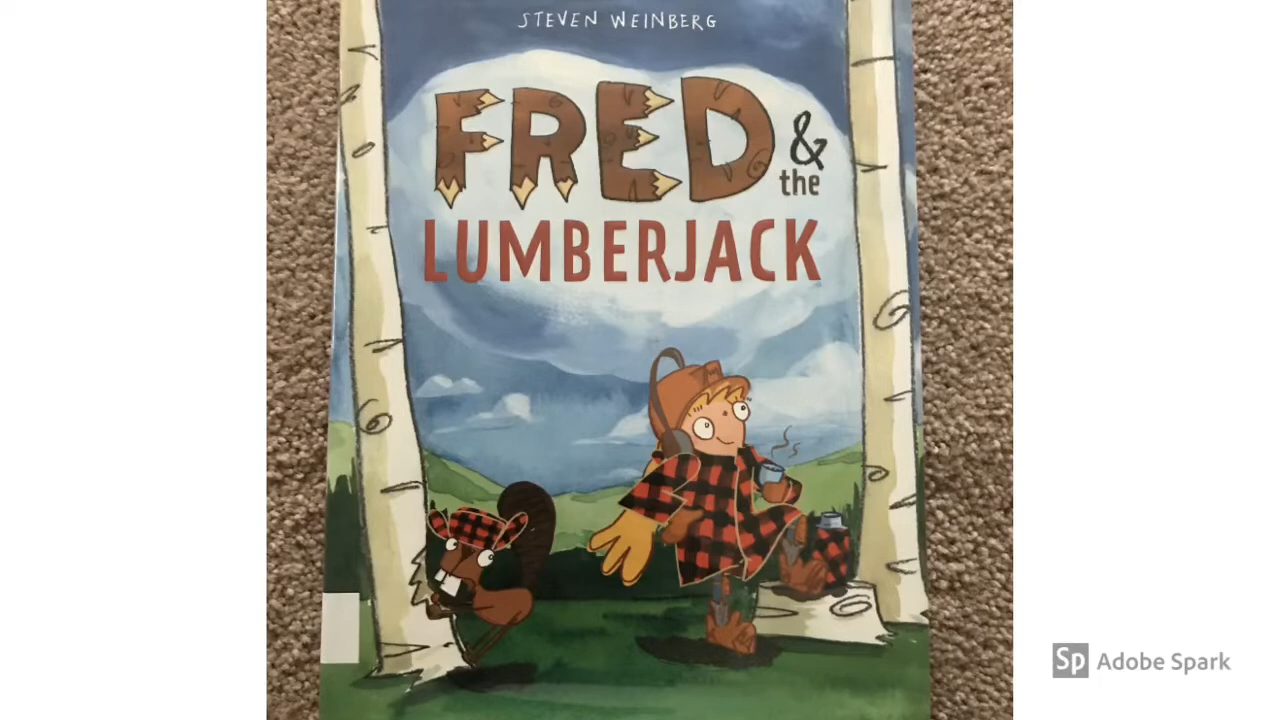 STEVEN WEINBERG
FRED &
the
LUMBERJACK
Sp Adobe Spark